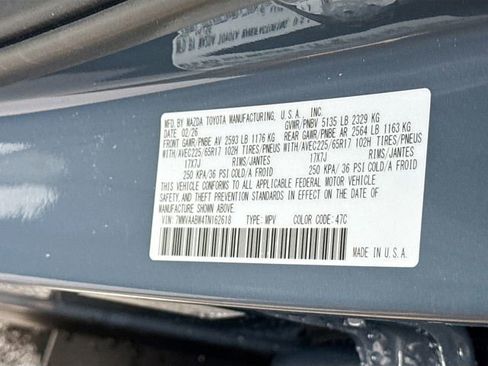 MFD. BY MAZDA TOYOTA MANUFACTURING, U.S.A., INC.
DATE: 02/26 GVWR/PNBV 5135 LB 2329 KG
FRONT GAWR/PNBE AV 2593 LB 1176 KG REAR GAWR/PNBE AR 2564 LB 1163 KG
WITH/AVEC225/65R17 102H TIRES/PNEUS WITH/AVEC225/65R17 102H TIRES/PNEUS
17X7J RIMS/JANTES 17X7J RIMS/JANTES
250 KPA/36 PSI COLD/A FROID 250 KPA/36 PSI COLD/A FROID
THIS VEHICLE CONFORMS TO ALL APPLICABLE FEDERAL MOTOR VEHICLE
SAFETY, AND THEFT PREVENTION STANDARDS IN EFFECT ON THE DATE OF
MANUFACTURE SHOWN ABOVE.
VIN: 7MMVAABW4TN162618 TYPE: MPV COLOR CODE: 47C
MADE IN U.S.A.